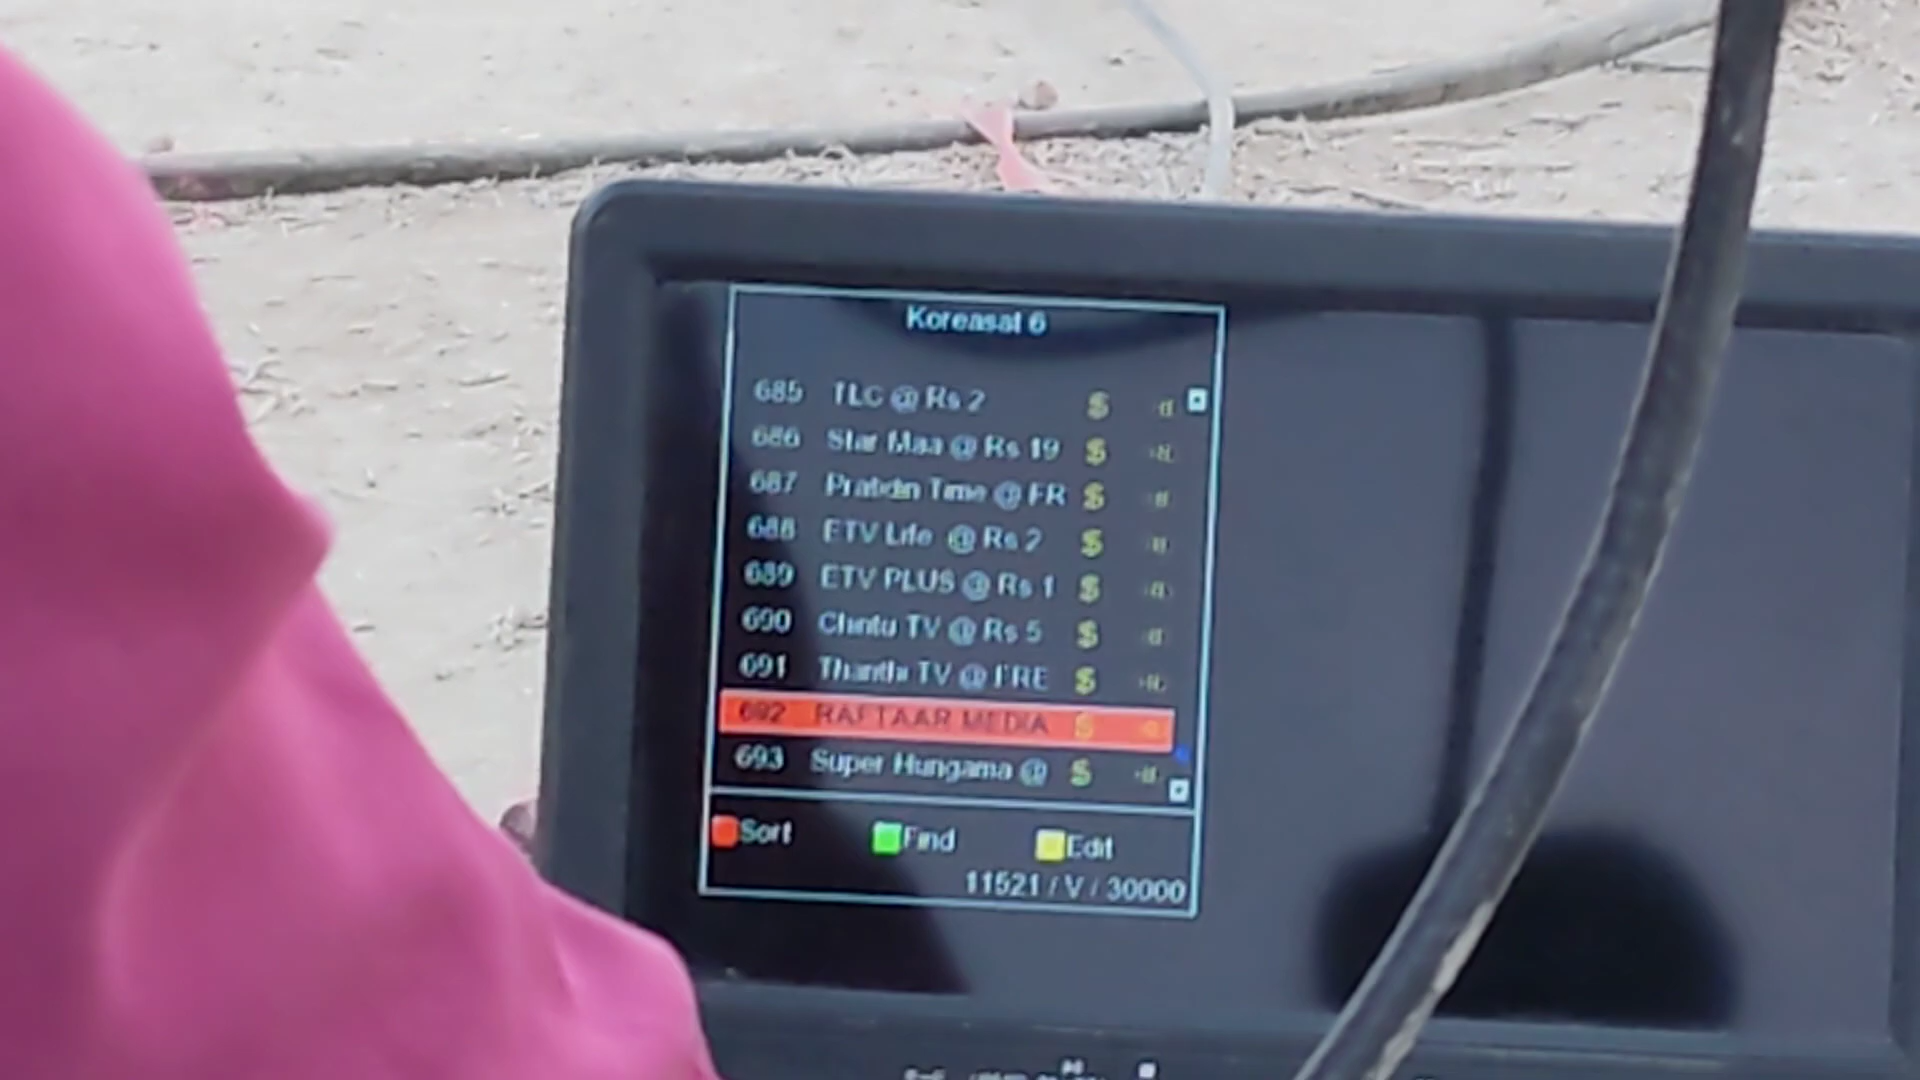 Koreasat 6
685 TLC @ Rs 2 $
686 Star Maa @ Rs 19 $
687 Pratidin Time @ FR $
688 ETV Life @ Rs 2 $
689 ETV PLUS @ Rs 1 $
690 Chintu TV @ Rs 5 $
691 Thanthi TV @ FRE $
692 RAFTAAR MEDIA $
693 Super Hungama @ $
Sort Find Edit
11521 / V / 30000